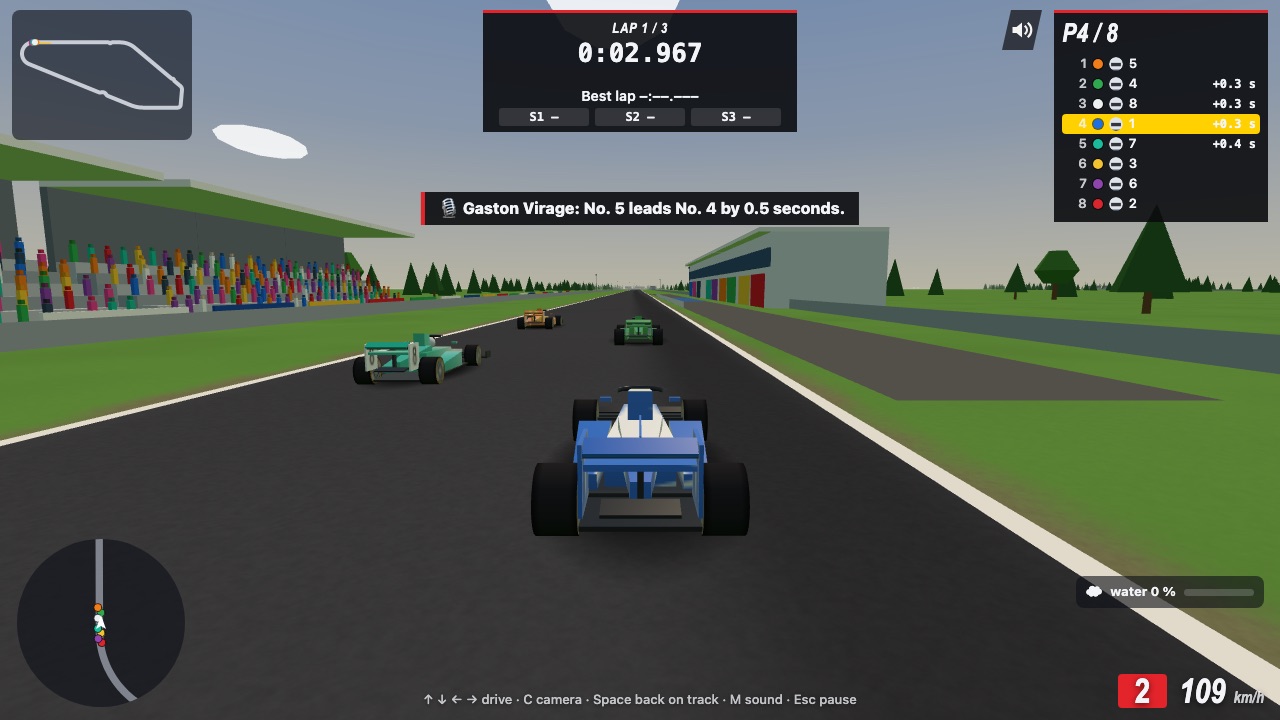 LAP 1 / 3
0:02.967
Best lap –:––.–––
S1 –
S2 –
S3 –
P4 / 8
1 5
2 4 +0.3 s
3 8 +0.3 s
4 1 +0.3 s
5 7 +0.4 s
6 3
7 6
8 2
Gaston Virage: No. 5 leads No. 4 by 0.5 seconds.
water 0 %
↑ ↓ ← → drive · C camera · Space back on track · M sound · Esc pause
2 109 km/h